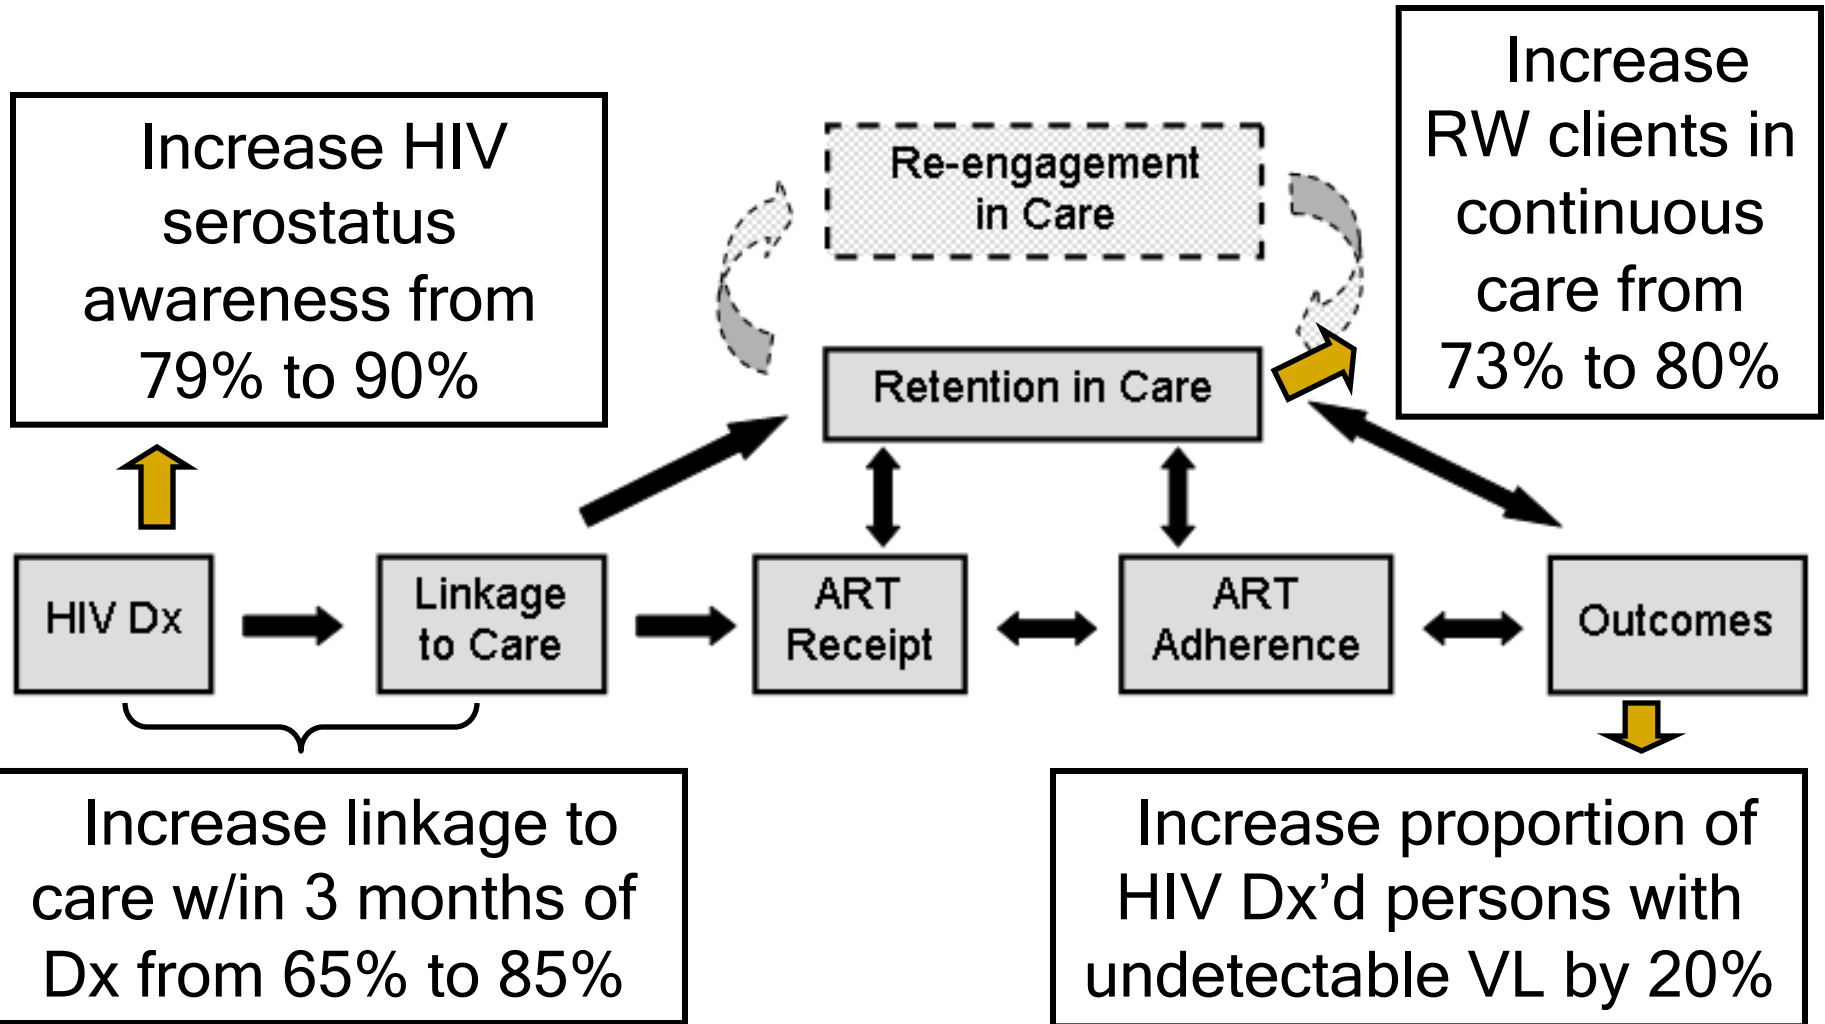 Increase HIV
serostatus
awareness from
79% to 90%
Re-engagement
in Care
Increase
RW clients in
continuous
care from
73% to 80%
Retention in Care
HIV Dx
Linkage
to Care
ART
Receipt
ART
Adherence
Outcomes
Increase linkage to
care w/in 3 months of
Dx from 65% to 85%
Increase proportion of
HIV Dx’d persons with
undetectable VL by 20%